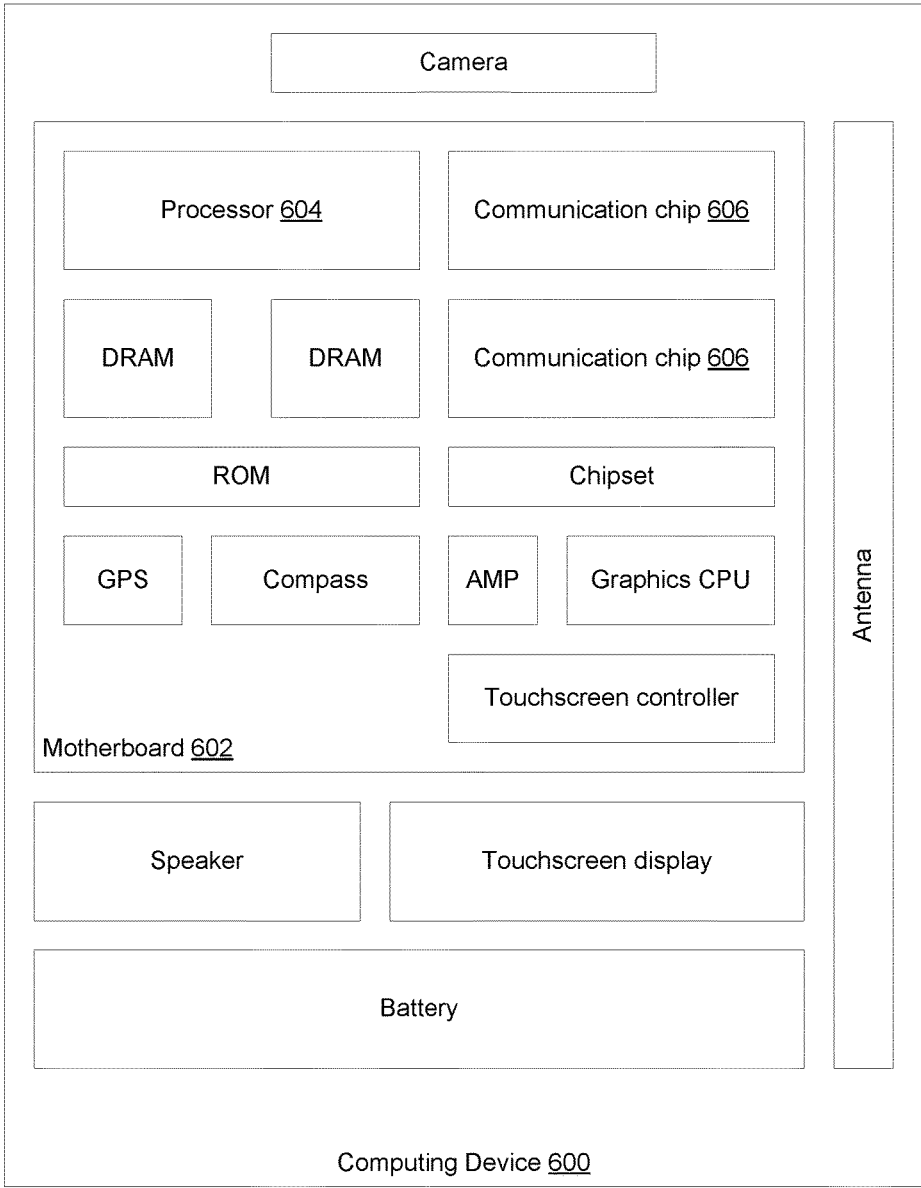 Camera
Processor 604
Communication chip 606
DRAM
DRAM
Communication chip 606
ROM
Chipset
GPS
Compass
AMP
Graphics CPU
Touchscreen controller
Motherboard 602
Antenna
Speaker
Touchscreen display
Battery
Computing Device 600